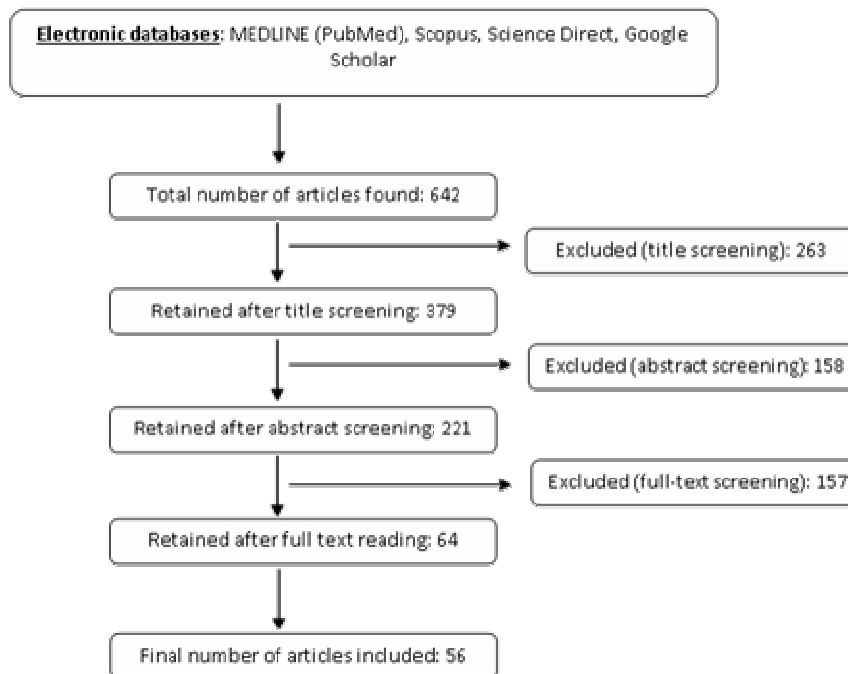 Electronic databases: MEDLINE (PubMed), Scopus, Science Direct, Google
Scholar
Total number of articles found: 642
Excluded (title screening): 263
Retained after title screening: 379
Excluded (abstract screening): 158
Retained after abstract screening: 221
Excluded (full-text screening): 157
Retained after full text reading: 64
Final number of articles included: 56